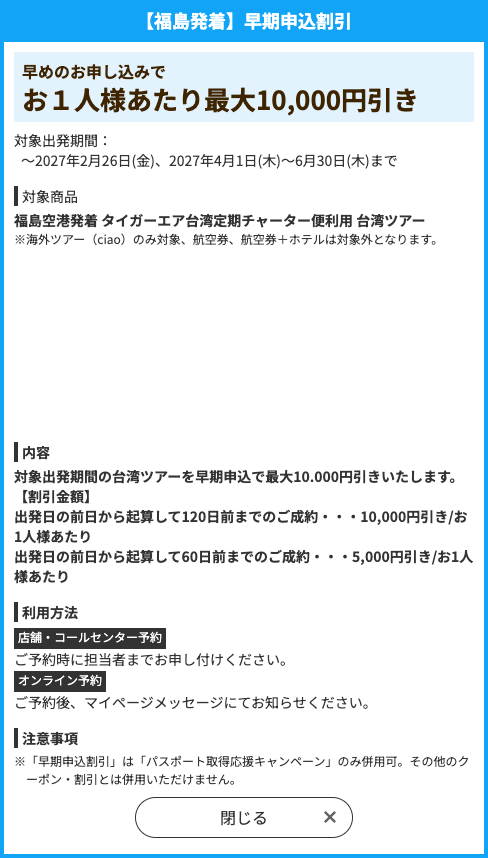 【福島発着】早期申込割引
早めのお申し込みで
お１人様あたり最大10,000円引き
対象出発期間：
～2027年2月26日(金)、2027年4月1日(木)～6月30日(木)まで
対象商品
福島空港発着 タイガーエア台湾定期チャーター便利用 台湾ツアー
※海外ツアー（ciao）のみ対象、航空券、航空券＋ホテルは対象外となります。
内容
対象出発期間の台湾ツアーを早期申込で最大10.000円引きいたします。
【割引金額】
出発日の前日から起算して120日前までのご成約・・・10,000円引き/お
1人様あたり
出発日の前日から起算して60日前までのご成約・・・5,000円引き/お1人
様あたり
利用方法
店舗・コールセンター予約
ご予約時に担当者までお申し付けください。
オンライン予約
ご予約後、マイページメッセージにてお知らせください。
注意事項
※「早期申込割引」は「パスポート取得応援キャンペーン」のみ併用可。その他のク
ーポン・割引とは併用いただけません。
閉じる ×